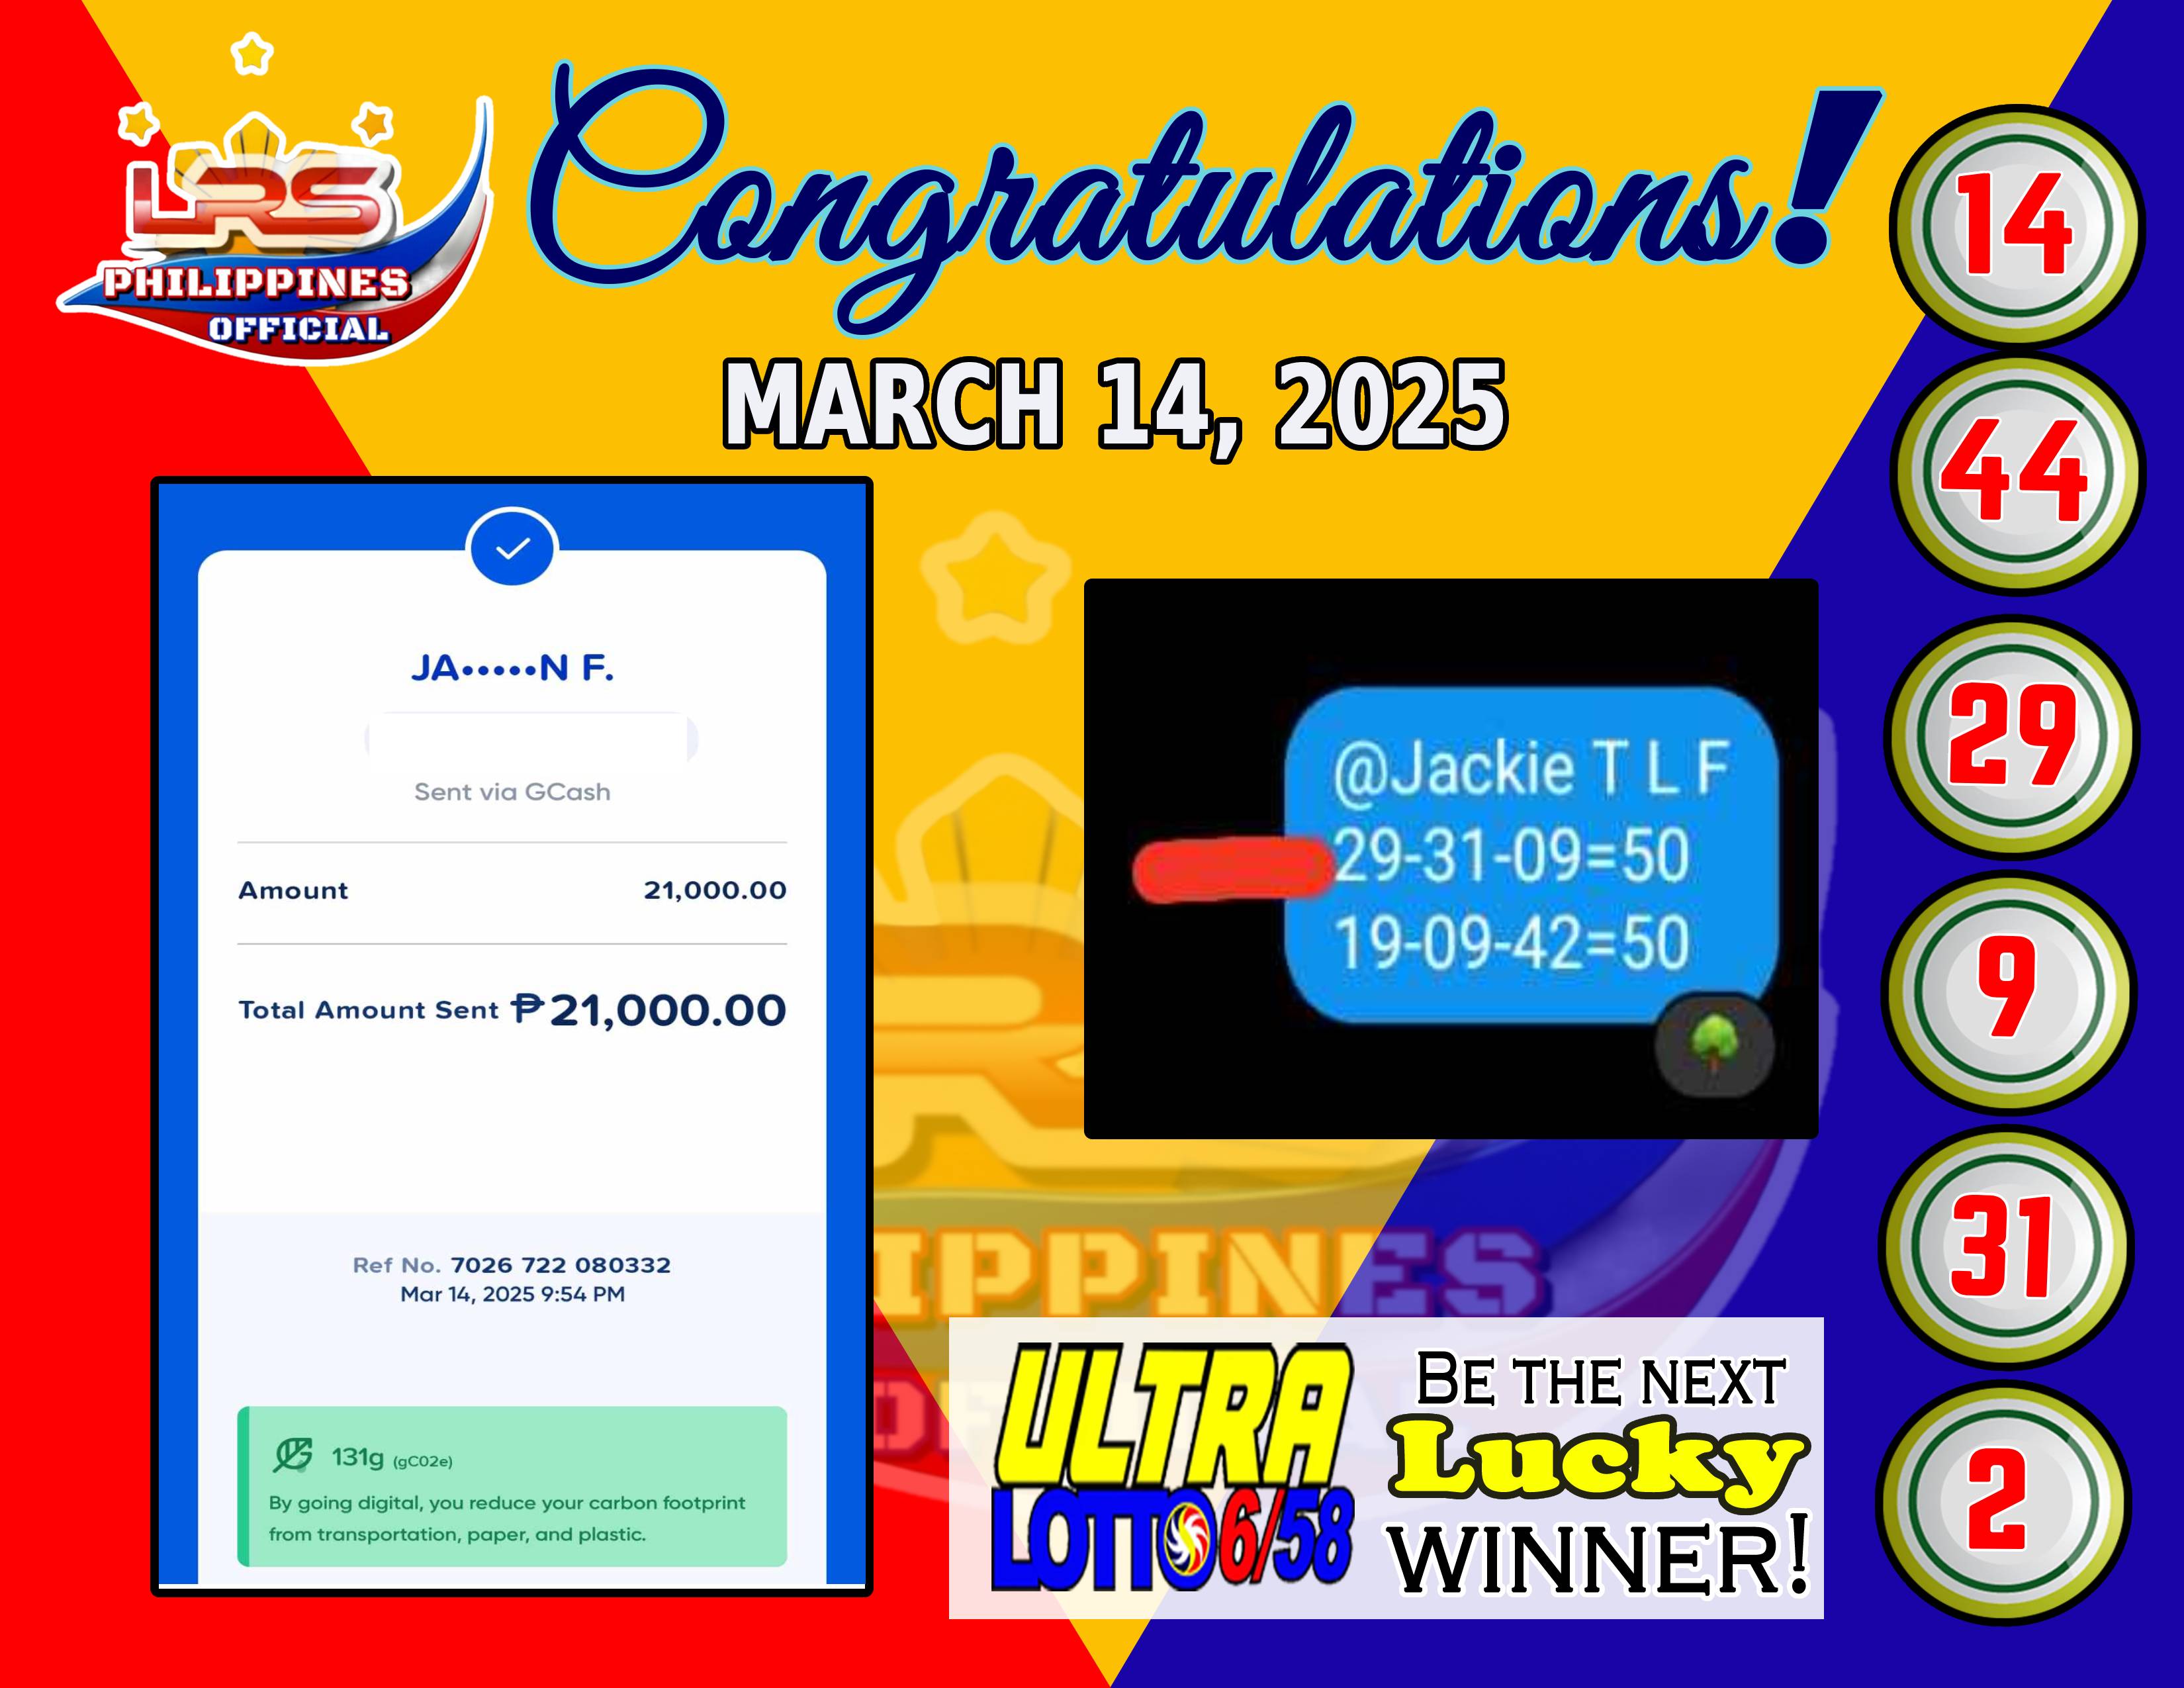 LRS
PHILIPPINES
OFFICIAL
Congratulations!
MARCH 14, 2025
JA•••••N F.
Sent via GCash
Amount 21,000.00
Total Amount Sent ₱21,000.00
Ref No. 7026 722 080332
Mar 14, 2025 9:54 PM
131g (gCO2e)
By going digital, you reduce your carbon footprint
from transportation, paper, and plastic.
@Jackie T L F
29-31-09=50
19-09-42=50
IPPINES
ULTRA
LOTTO 6/58
BE THE NEXT
Lucky
WINNER!
14
44
29
9
31
2